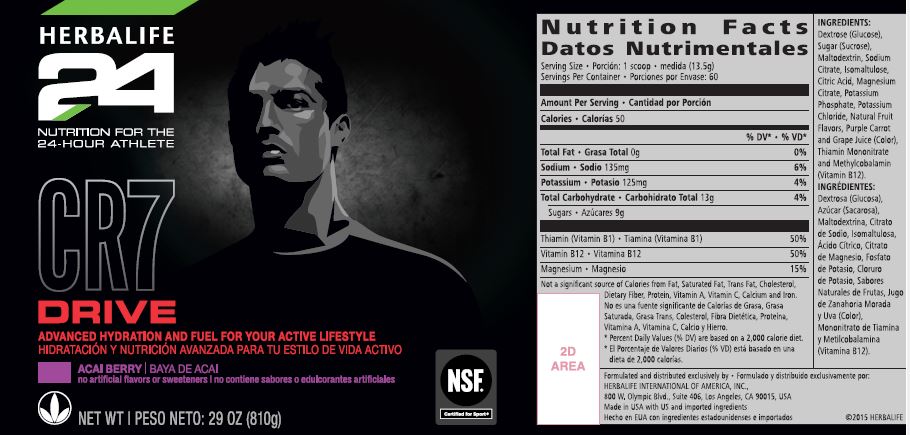 HERBALIFE
24
NUTRITION FOR THE
24-HOUR ATHLETE
CR7
DRIVE
ADVANCED HYDRATION AND FUEL FOR YOUR ACTIVE LIFESTYLE
HIDRATACIÓN Y NUTRICIÓN AVANZADA PARA TU ESTILO DE VIDA ACTIVO
ACAI BERRY | BAYA DE ACAI
no artificial flavors or sweeteners | no contiene sabores o edulcorantes artificiales
NET WT | PESO NETO: 29 OZ (810g)
NSF.
Certified for Sport®
Nutrition Facts
Datos Nutrimentales
Serving Size • Porción: 1 scoop • medida (13.5g)
Servings Per Container • Porciones por Envase: 60
Amount Per Serving • Cantidad por Porción
Calories • Calorías 50
% DV* • % VD*
Total Fat • Grasa Total 0g 0%
Sodium • Sodio 135mg 6%
Potassium • Potasio 125mg 4%
Total Carbohydrate • Carbohidrato Total 13g 4%
Sugars • Azúcares 9g
Thiamin (Vitamin B1) • Tiamina (Vitamina B1) 50%
Vitamin B12 • Vitamina B12 50%
Magnesium • Magnesio 15%
Not a significant source of Calories from Fat, Saturated Fat, Trans Fat, Cholesterol,
Dietary Fiber, Protein, Vitamin A, Vitamin C, Calcium and Iron.
No es una fuente significante de Calorías de Grasa, Grasa
Saturada, Grasa Trans, Colesterol, Fibra Dietética, Proteína,
Vitamina A, Vitamina C, Calcio y Hierro.
* Percent Daily Values (% DV) are based on a 2,000 calorie diet.
* El Porcentaje de Valores Diarios (% VD) está basado en una
dieta de 2,000 calorías.
2D
AREA
Formulated and distributed exclusively by • Formulado y distribuido exclusivamente por:
HERBALIFE INTERNATIONAL OF AMERICA, INC.,
800 W, Olympic Blvd., Suite 406, Los Angeles, CA 90015, USA
Made in USA with US and imported ingredients
Hecho en EUA con ingredientes estadounidenses e importados
INGREDIENTS:
Dextrose (Glucose),
Sugar (Sucrose),
Maltodextrin, Sodium
Citrate, Isomaltulose,
Citric Acid, Magnesium
Citrate, Potassium
Phosphate, Potassium
Chloride, Natural Fruit
Flavors, Purple Carrot
and Grape Juice (Color),
Thiamin Mononitrate
and Methylcobalamin
(Vitamin B12).
INGRÉDIENTES:
Dextrosa (Glucosa),
Azúcar (Sacarosa),
Maltodextrina, Citrato
de Sodio, Isomaltulosa,
Ácido Cítrico, Citrato
de Magnesio, Fosfato
de Potasio, Cloruro
de Potasio, Sabores
Naturales de Frutas, Jugo
de Zanahoria Morada
y Uva (Color),
Mononitrato de Tiamina
y Metilcobalamina
(Vitamina B12).
©2015 HERBALIFE